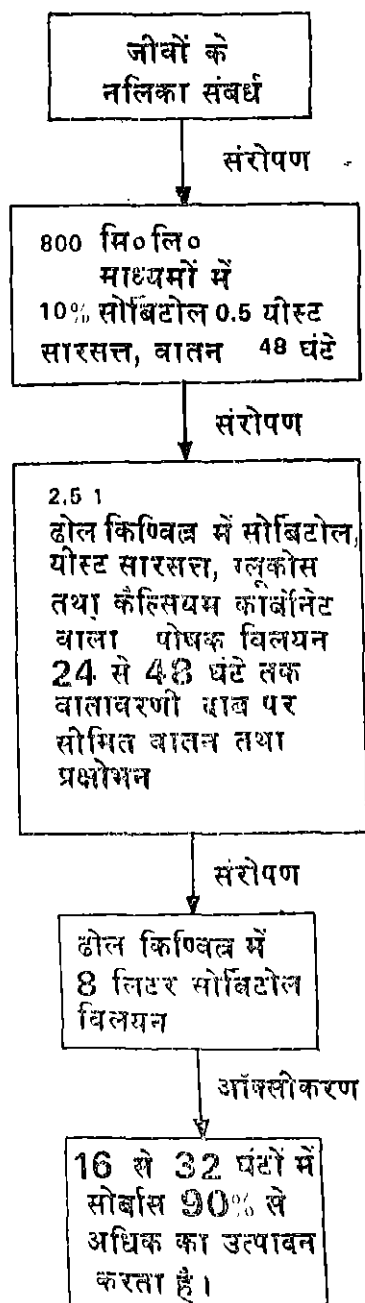 जीवों के
नलिका संबर्ध
संरोपण
800 मि० लि०
माध्यमों में
10% सोबिटोल 0.5 यीस्ट
सारसत्त, वातन 48 घंटे
संरोपण
2.5 1
ढोल किण्वित्र में सोबिटोल,
यीस्ट सारसत्त, ग्लूकोस
तथा कैल्सियम कार्बोनेट
वाला पोषक विलयन
24 से 48 घंटे तक
वातावरणी दाब पर
सीमित वातन तथा
प्रक्षोभन
संरोपण
ढोल किण्वित्र में
8 लिटर सोबिटोल
विलयन
ऑक्सीकरण
16 से 32 घंटों में
सोर्बास 90% से
अधिक का उत्पादन
करता है।